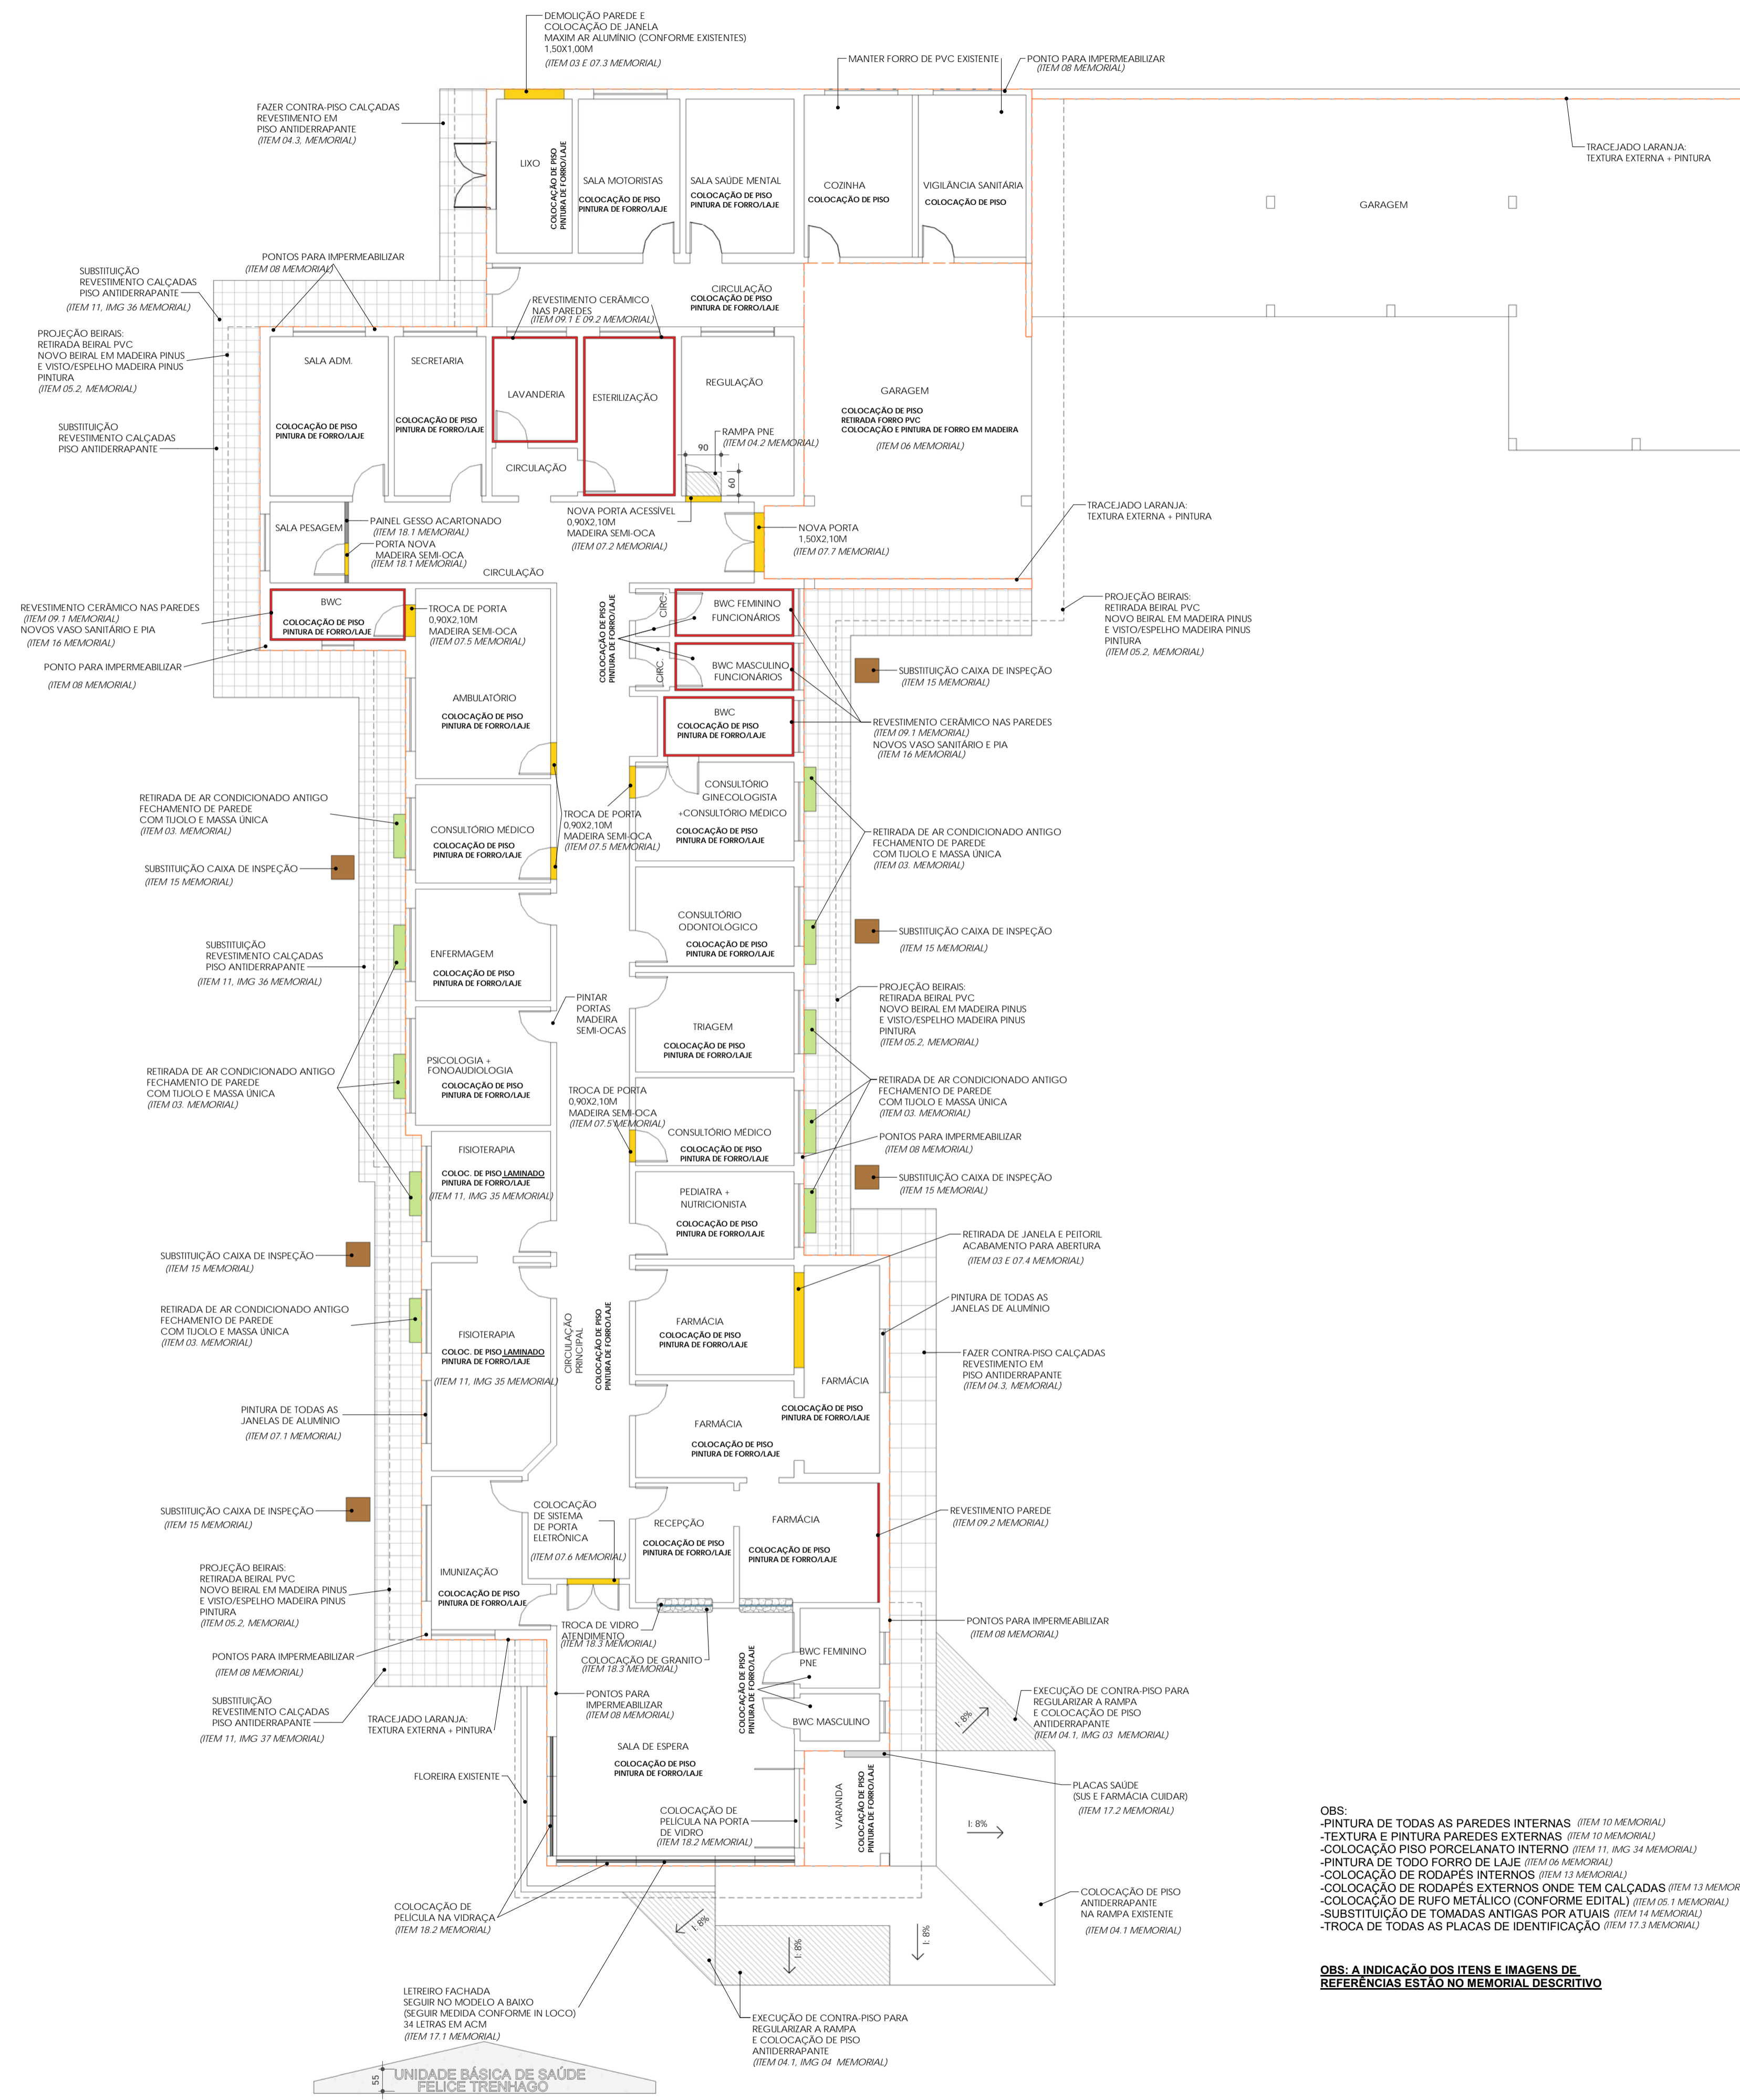 DEMOLIÇÃO PAREDE E
COLOCAÇÃO DE JANELA
MAXIM AR ALUMÍNIO (CONFORME EXISTENTES)
1,50X1,00M
(ITEM 03 E 07.3 MEMORIAL)
MANTER FORRO DE PVC EXISTENTE
PONTO PARA IMPERMEABILIZAR
(ITEM 08 MEMORIAL)
FAZER CONTRA-PISO CALÇADAS
REVESTIMENTO EM
PISO ANTIDERRAPANTE
(ITEM 04.3, MEMORIAL)
TRACEJADO LARANJA:
TEXTURA EXTERNA + PINTURA
LIXO
COLOCAÇÃO DE PISO
PINTURA DE FORRO/LAJE
SALA MOTORISTAS
COLOCAÇÃO DE PISO
PINTURA DE FORRO/LAJE
SALA SAÚDE MENTAL
COLOCAÇÃO DE PISO
PINTURA DE FORRO/LAJE
COZINHA
COLOCAÇÃO DE PISO
VIGILÂNCIA SANITÁRIA
COLOCAÇÃO DE PISO
GARAGEM
PONTOS PARA IMPERMEABILIZAR
(ITEM 08 MEMORIAL)
SUBSTITUIÇÃO
REVESTIMENTO CALÇADAS
PISO ANTIDERRAPANTE
(ITEM 11, IMG 36 MEMORIAL)
CIRCULAÇÃO
COLOCAÇÃO DE PISO
PINTURA DE FORRO/LAJE
REVESTIMENTO CERÂMICO
NAS PAREDES
(ITEM 09.1 E 09.2 MEMORIAL)
PROJEÇÃO BEIRAIS:
RETIRADA BEIRAL PVC
NOVO BEIRAL EM MADEIRA PINUS
E VISTO/ESPELHO MADEIRA PINUS
PINTURA
(ITEM 05.2, MEMORIAL)
SALA ADM.
COLOCAÇÃO DE PISO
PINTURA DE FORRO/LAJE
SECRETARIA
COLOCAÇÃO DE PISO
PINTURA DE FORRO/LAJE
LAVANDERIA
ESTERILIZAÇÃO
REGULAÇÃO
GARAGEM
COLOCAÇÃO DE PISO
RETIRADA FORRO PVC
COLOCAÇÃO E PINTURA DE FORRO EM MADEIRA
(ITEM 06 MEMORIAL)
SUBSTITUIÇÃO
REVESTIMENTO CALÇADAS
PISO ANTIDERRAPANTE
RAMPA PNE
(ITEM 04.2 MEMORIAL)
90
60
CIRCULAÇÃO
NOVA PORTA ACESSÍVEL
0,90X2,10M
MADEIRA SEMI-OCA
(ITEM 07.2 MEMORIAL)
NOVA PORTA
1,50X2,10M
(ITEM 07.7 MEMORIAL)
TRACEJADO LARANJA:
TEXTURA EXTERNA + PINTURA
SALA PESAGEM
PAINEL GESSO ACARTONADO
(ITEM 18.1 MEMORIAL)
PORTA NOVA
MADEIRA SEMI-OCA
(ITEM 18.1 MEMORIAL)
CIRCULAÇÃO
REVESTIMENTO CERÂMICO NAS PAREDES
(ITEM 09.1 MEMORIAL)
NOVOS VASO SANITÁRIO E PIA
(ITEM 16 MEMORIAL)
BWC
COLOCAÇÃO DE PISO
PINTURA DE FORRO/LAJE
TROCA DE PORTA
0,90X2,10M
MADEIRA SEMI-OCA
(ITEM 07.5 MEMORIAL)
COLOCAÇÃO DE PISO
PINTURA DE FORRO/LAJE
CIRC.
BWC FEMININO
FUNCIONÁRIOS
CIRC.
BWC MASCULINO
FUNCIONÁRIOS
PROJEÇÃO BEIRAIS:
RETIRADA BEIRAL PVC
NOVO BEIRAL EM MADEIRA PINUS
E VISTO/ESPELHO MADEIRA PINUS
PINTURA
(ITEM 05.2, MEMORIAL)
PONTO PARA IMPERMEABILIZAR
(ITEM 08 MEMORIAL)
SUBSTITUIÇÃO CAIXA DE INSPEÇÃO
(ITEM 15 MEMORIAL)
AMBULATÓRIO
COLOCAÇÃO DE PISO
PINTURA DE FORRO/LAJE
BWC
COLOCAÇÃO DE PISO
PINTURA DE FORRO/LAJE
REVESTIMENTO CERÂMICO NAS PAREDES
(ITEM 09.1 MEMORIAL)
NOVOS VASO SANITÁRIO E PIA
(ITEM 16 MEMORIAL)
RETIRADA DE AR CONDICIONADO ANTIGO
FECHAMENTO DE PAREDE
COM TIJOLO E MASSA ÚNICA
(ITEM 03. MEMORIAL)
CONSULTÓRIO MÉDICO
COLOCAÇÃO DE PISO
PINTURA DE FORRO/LAJE
TROCA DE PORTA
0,90X2,10M
MADEIRA SEMI-OCA
(ITEM 07.5 MEMORIAL)
CONSULTÓRIO
GINECOLOGISTA
+CONSULTÓRIO MÉDICO
COLOCAÇÃO DE PISO
PINTURA DE FORRO/LAJE
RETIRADA DE AR CONDICIONADO ANTIGO
FECHAMENTO DE PAREDE
COM TIJOLO E MASSA ÚNICA
(ITEM 03. MEMORIAL)
SUBSTITUIÇÃO CAIXA DE INSPEÇÃO
(ITEM 15 MEMORIAL)
CONSULTÓRIO
ODONTOLÓGICO
COLOCAÇÃO DE PISO
PINTURA DE FORRO/LAJE
SUBSTITUIÇÃO CAIXA DE INSPEÇÃO
(ITEM 15 MEMORIAL)
SUBSTITUIÇÃO
REVESTIMENTO CALÇADAS
PISO ANTIDERRAPANTE
(ITEM 11, IMG 36 MEMORIAL)
ENFERMAGEM
COLOCAÇÃO DE PISO
PINTURA DE FORRO/LAJE
PINTAR
PORTAS
MADEIRA
SEMI-OCAS
TRIAGEM
COLOCAÇÃO DE PISO
PINTURA DE FORRO/LAJE
PROJEÇÃO BEIRAIS:
RETIRADA BEIRAL PVC
NOVO BEIRAL EM MADEIRA PINUS
E VISTO/ESPELHO MADEIRA PINUS
PINTURA
(ITEM 05.2, MEMORIAL)
RETIRADA DE AR CONDICIONADO ANTIGO
FECHAMENTO DE PAREDE
COM TIJOLO E MASSA ÚNICA
(ITEM 03. MEMORIAL)
PSICOLOGIA +
FONOAUDIOLOGIA
COLOCAÇÃO DE PISO
PINTURA DE FORRO/LAJE
TROCA DE PORTA
0,90X2,10M
MADEIRA SEMI-OCA
(ITEM 07.5 MEMORIAL)
CONSULTÓRIO MÉDICO
COLOCAÇÃO DE PISO
PINTURA DE FORRO/LAJE
RETIRADA DE AR CONDICIONADO ANTIGO
FECHAMENTO DE PAREDE
COM TIJOLO E MASSA ÚNICA
(ITEM 03. MEMORIAL)
PONTOS PARA IMPERMEABILIZAR
(ITEM 08 MEMORIAL)
SUBSTITUIÇÃO CAIXA DE INSPEÇÃO
(ITEM 15 MEMORIAL)
FISIOTERAPIA
COLOC. DE PISO LAMINADO
PINTURA DE FORRO/LAJE
(ITEM 11, IMG 35 MEMORIAL)
PEDIATRA +
NUTRICIONISTA
COLOCAÇÃO DE PISO
PINTURA DE FORRO/LAJE
RETIRADA DE JANELA E PEITORIL
ACABAMENTO PARA ABERTURA
(ITEM 03 E 07.4 MEMORIAL)
SUBSTITUIÇÃO CAIXA DE INSPEÇÃO
(ITEM 15 MEMORIAL)
PINTURA DE TODAS AS
JANELAS DE ALUMÍNIO
RETIRADA DE AR CONDICIONADO ANTIGO
FECHAMENTO DE PAREDE
COM TIJOLO E MASSA ÚNICA
(ITEM 03. MEMORIAL)
FISIOTERAPIA
COLOC. DE PISO LAMINADO
PINTURA DE FORRO/LAJE
(ITEM 11, IMG 35 MEMORIAL)
CIRCULAÇÃO
PRINCIPAL
COLOCAÇÃO DE PISO
PINTURA DE FORRO/LAJE
FARMÁCIA
COLOCAÇÃO DE PISO
PINTURA DE FORRO/LAJE
FAZER CONTRA-PISO CALÇADAS
REVESTIMENTO EM
PISO ANTIDERRAPANTE
(ITEM 04.3, MEMORIAL)
FARMÁCIA
COLOCAÇÃO DE PISO
PINTURA DE FORRO/LAJE
PINTURA DE TODAS AS
JANELAS DE ALUMÍNIO
(ITEM 07.1 MEMORIAL)
FARMÁCIA
COLOCAÇÃO DE PISO
PINTURA DE FORRO/LAJE
SUBSTITUIÇÃO CAIXA DE INSPEÇÃO
(ITEM 15 MEMORIAL)
COLOCAÇÃO
DE SISTEMA
DE PORTA
ELETRÔNICA
(ITEM 07.6 MEMORIAL)
RECEPÇÃO
COLOCAÇÃO DE PISO
PINTURA DE FORRO/LAJE
FARMÁCIA
COLOCAÇÃO DE PISO
PINTURA DE FORRO/LAJE
REVESTIMENTO PAREDE
(ITEM 09.2 MEMORIAL)
PROJEÇÃO BEIRAIS:
RETIRADA BEIRAL PVC
NOVO BEIRAL EM MADEIRA PINUS
E VISTO/ESPELHO MADEIRA PINUS
PINTURA
(ITEM 05.2, MEMORIAL)
IMUNIZAÇÃO
COLOCAÇÃO DE PISO
PINTURA DE FORRO/LAJE
TROCA DE VIDRO
ATENDIMENTO
(ITEM 18.3 MEMORIAL)
COLOCAÇÃO DE GRANITO
(ITEM 18.3 MEMORIAL)
COLOCAÇÃO DE PISO
PINTURA DE FORRO/LAJE
BWC FEMININO
PNE
PONTOS PARA IMPERMEABILIZAR
(ITEM 08 MEMORIAL)
PONTOS PARA IMPERMEABILIZAR
(ITEM 08 MEMORIAL)
PONTOS PARA
IMPERMEABILIZAR
(ITEM 08 MEMORIAL)
BWC MASCULINO
I: 8%
EXECUÇÃO DE CONTRA-PISO PARA
REGULARIZAR A RAMPA
E COLOCAÇÃO DE PISO
ANTIDERRAPANTE
(ITEM 04.1, IMG 03 MEMORIAL)
SUBSTITUIÇÃO
REVESTIMENTO CALÇADAS
PISO ANTIDERRAPANTE
(ITEM 11, IMG 37 MEMORIAL)
TRACEJADO LARANJA:
TEXTURA EXTERNA + PINTURA
SALA DE ESPERA
COLOCAÇÃO DE PISO
PINTURA DE FORRO/LAJE
FLOREIRA EXISTENTE
VARANDA
COLOCAÇÃO DE PISO
PINTURA DE FORRO/LAJE
PLACAS SAÚDE
(SUS E FARMÁCIA CUIDAR)
(ITEM 17.2 MEMORIAL)
COLOCAÇÃO DE
PELÍCULA NA PORTA
DE VIDRO
(ITEM 18.2 MEMORIAL)
I: 8%
OBS:
-PINTURA DE TODAS AS PAREDES INTERNAS (ITEM 10 MEMORIAL)
-TEXTURA E PINTURA PAREDES EXTERNAS (ITEM 10 MEMORIAL)
-COLOCAÇÃO PISO PORCELANATO INTERNO (ITEM 11, IMG 34 MEMORIAL)
-PINTURA DE TODO FORRO DE LAJE (ITEM 06 MEMORIAL)
-COLOCAÇÃO DE RODAPÉS INTERNOS (ITEM 13 MEMORIAL)
-COLOCAÇÃO DE RODAPÉS EXTERNOS ONDE TEM CALÇADAS (ITEM 13 MEMOR
-COLOCAÇÃO DE RUFO METÁLICO (CONFORME EDITAL) (ITEM 05.1 MEMORIAL)
-SUBSTITUIÇÃO DE TOMADAS ANTIGAS POR ATUAIS (ITEM 14 MEMORIAL)
-TROCA DE TODAS AS PLACAS DE IDENTIFICAÇÃO (ITEM 17.3 MEMORIAL)
COLOCAÇÃO DE
PELÍCULA NA VIDRAÇA
(ITEM 18.2 MEMORIAL)
I: 8%
I: 8%
I: 8%
COLOCAÇÃO DE PISO
ANTIDERRAPANTE
NA RAMPA EXISTENTE
(ITEM 04.1 MEMORIAL)
OBS: A INDICAÇÃO DOS ITENS E IMAGENS DE
REFERÊNCIAS ESTÃO NO MEMORIAL DESCRITIVO
LETREIRO FACHADA
SEGUIR NO MODELO A BAIXO
(SEGUIR MEDIDA CONFORME IN LOCO)
34 LETRAS EM ACM
(ITEM 17.1 MEMORIAL)
EXECUÇÃO DE CONTRA-PISO PARA
REGULARIZAR A RAMPA
E COLOCAÇÃO DE PISO
ANTIDERRAPANTE
(ITEM 04.1, IMG 04 MEMORIAL)
55
UNIDADE BÁSICA DE SAÚDE
FELICE TRENHAGO